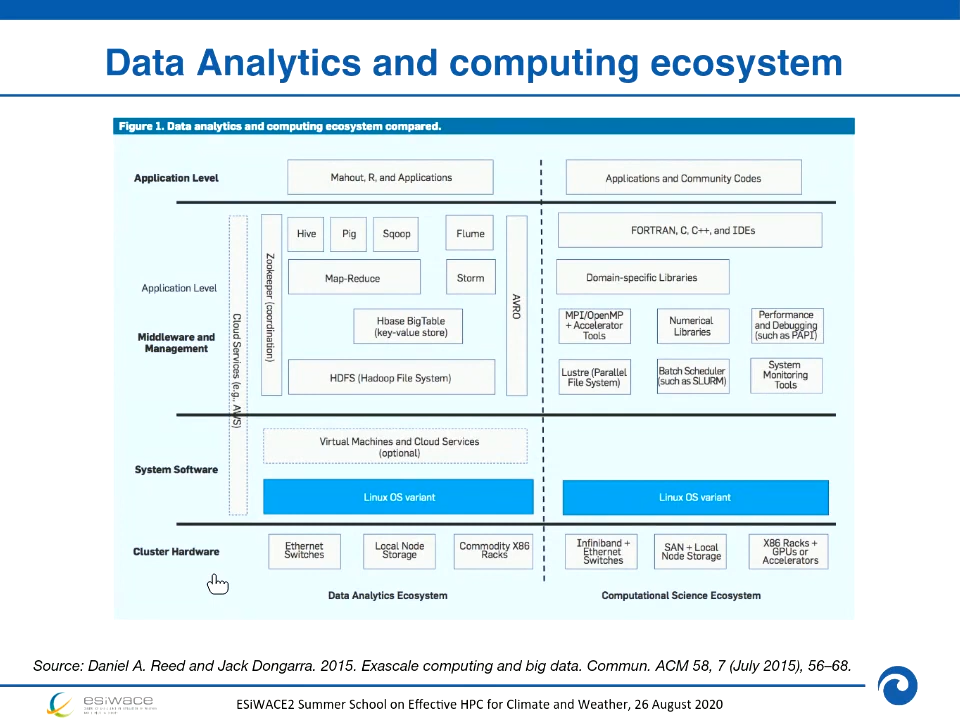 Data Analytics and computing ecosystem
Figure 1. Data analytics and computing ecosystem compared.
Application Level
Mahout, R, and Applications
Applications and Community Codes
Hive
Pig
Sqoop
Flume
FORTRAN, C, C++, and IDEs
Zookeeper (coordination)
Map-Reduce
Storm
Domain-specific Libraries
Application Level
AVRO
Cloud Services (e.g., AWS)
Middleware and
Management
Hbase BigTable
(key-value store)
MPI/OpenMP
+ Accelerator
Tools
Numerical
Libraries
Performance
and Debugging
(such as PAPI)
HDFS (Hadoop File System)
Lustre (Parallel
File System)
Batch Scheduler
(such as SLURM)
System
Monitoring
Tools
Virtual Machines and Cloud Services
(optional)
System Software
Linux OS variant
Linux OS variant
Cluster Hardware
Ethernet
Switches
Local Node
Storage
Commodity X86
Racks
Infiniband +
Ethernet
Switches
SAN + Local
Node Storage
X86 Racks +
GPUs or
Accelerators
Data Analytics Ecosystem
Computational Science Ecosystem
Source: Daniel A. Reed and Jack Dongarra. 2015. Exascale computing and big data. Commun. ACM 58, 7 (July 2015), 56–68.
esiwace
ESiWACE2 Summer School on Effective HPC for Climate and Weather, 26 August 2020